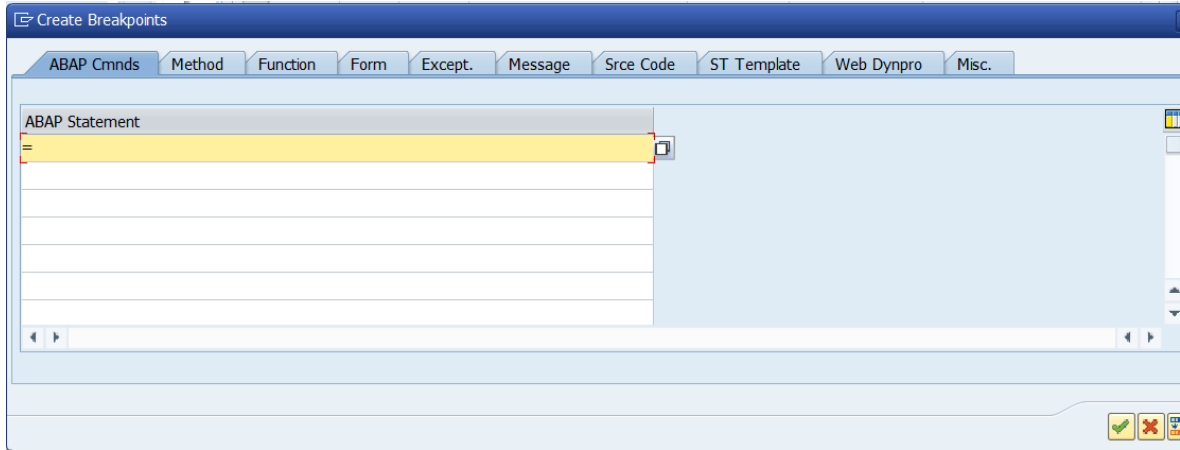 Create Breakpoints
ABAP Cmnds Method Function Form Except. Message Srce Code ST Template Web Dynpro Misc.
ABAP Statement
=